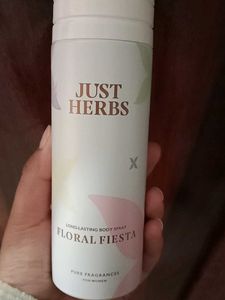 JUST
HERBS
X
LONG-LASTING BODY SPRAY
FLORAL FIESTA
PURE FRAGRANCES
FOR WOMEN